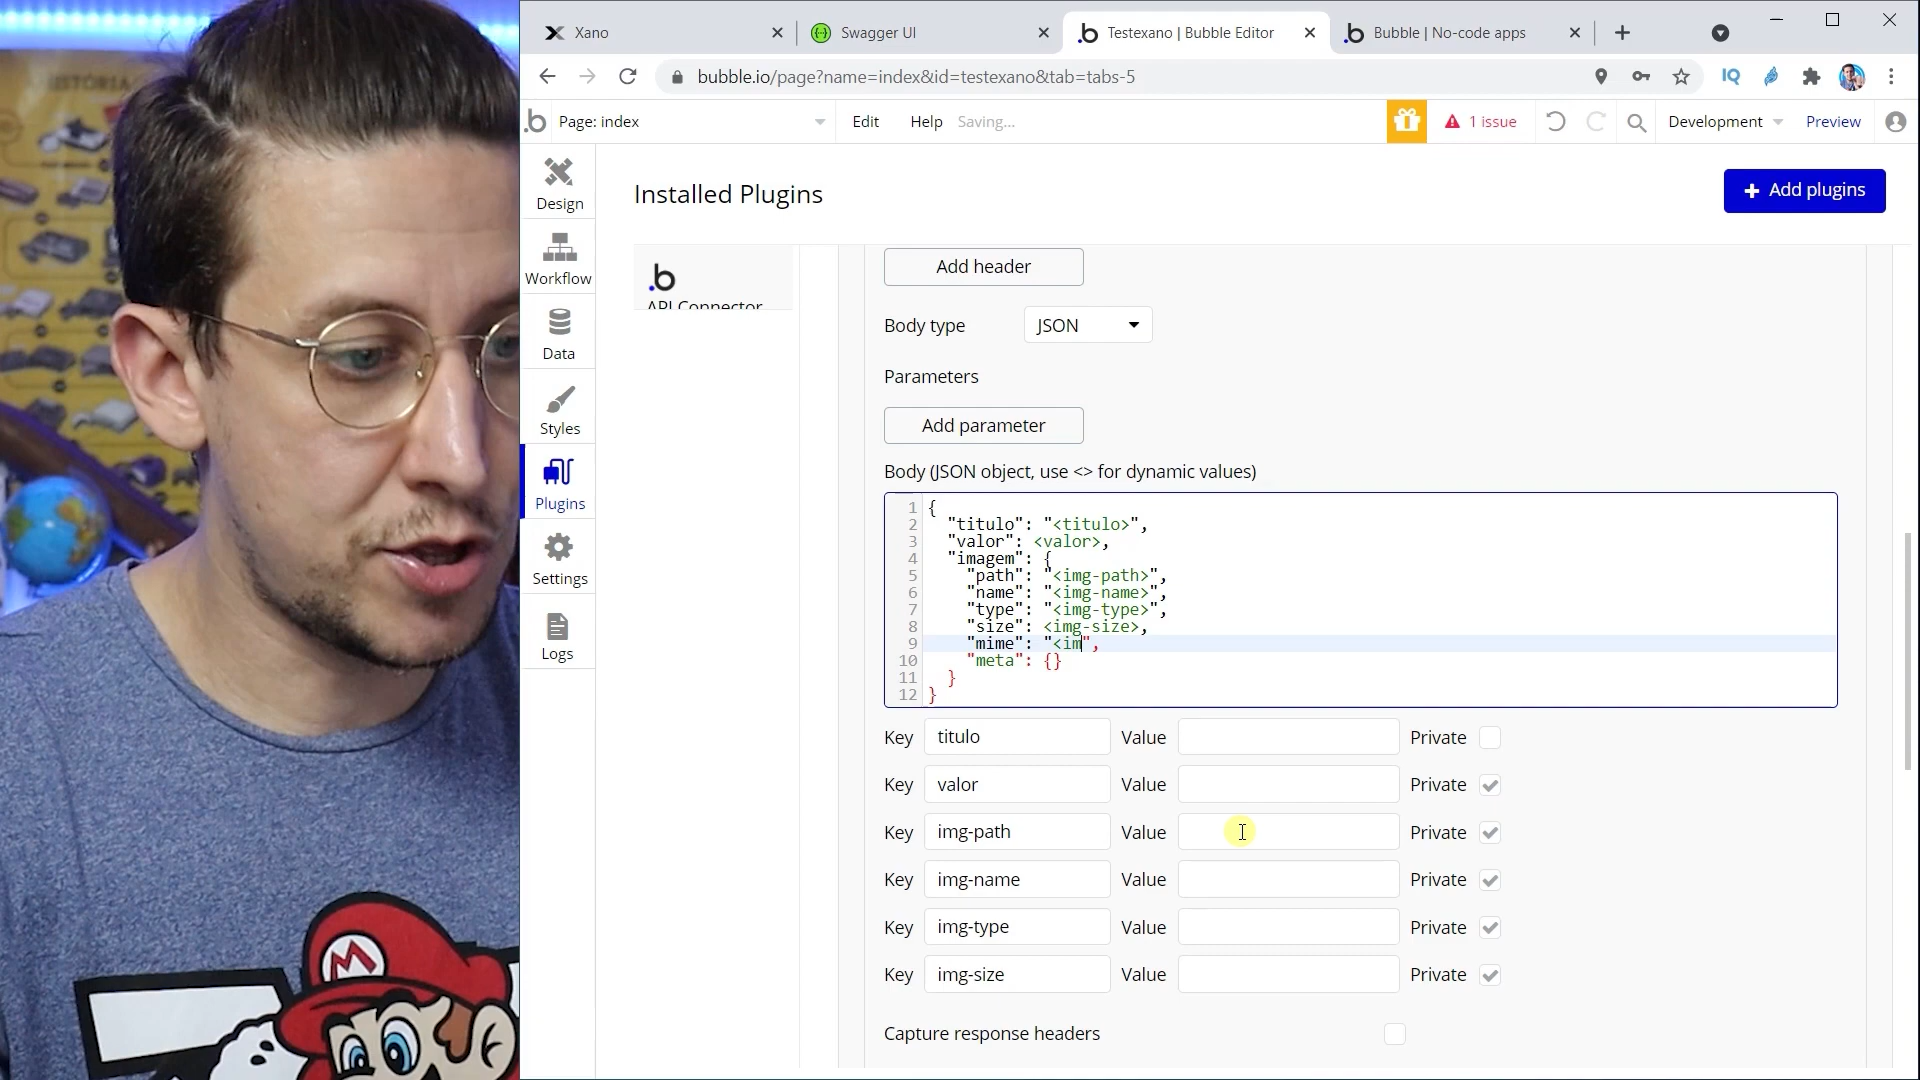 HISTÓRIA
M
Xano
Swagger UI
Testexano | Bubble Editor
Bubble | No-code apps
bubble.io/page?name=index&id=testexano&tab=tabs-5
IQ
b Page: index
Edit
Help
Saving...
1 issue
Development
Preview
Design
Workflow
Data
Styles
Plugins
Settings
Logs
Installed Plugins
+ Add plugins
.b
API Connector
Add header
Body type
JSON
Parameters
Add parameter
Body (JSON object, use <> for dynamic values)
1 {
2 "titulo": "<titulo>",
3 "valor": <valor>,
4 "imagem": {
5 "path": "<img-path>",
6 "name": "<img-name>",
7 "type": "<img-type>",
8 "size": <img-size>,
9 "mime": "<im",
10 "meta": {}
11 }
12 }
Key titulo Value Private
Key valor Value Private
Key img-path Value Private
Key img-name Value Private
Key img-type Value Private
Key img-size Value Private
Capture response headers